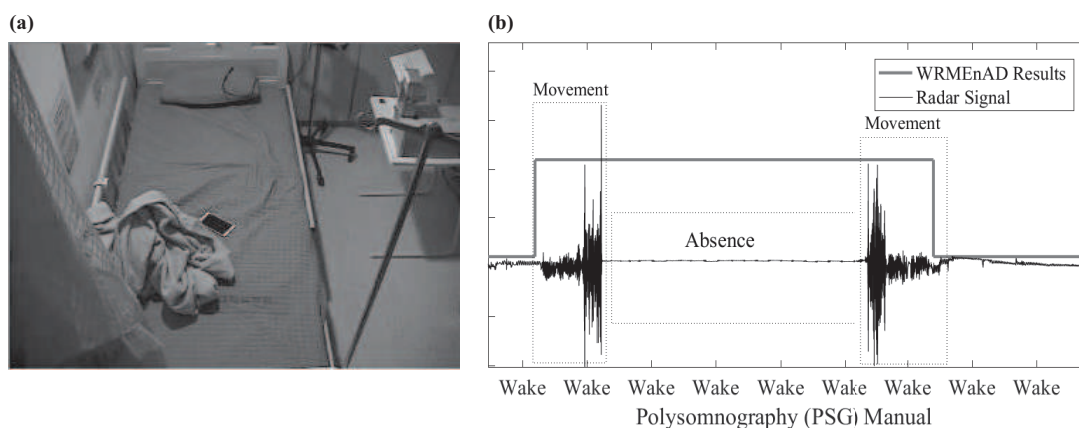 (a)
(b)
WRMEnAD Results
Radar Signal
Movement
Movement
Absence
Wake Wake Wake Wake Wake Wake Wake Wake Wake
Polysomnography (PSG) Manual